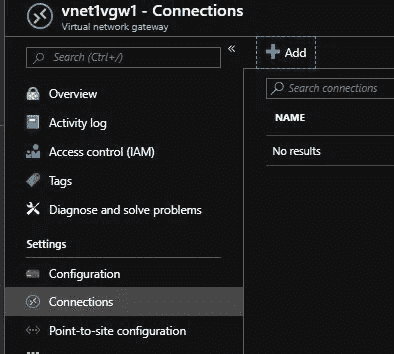 vnet1vgw1 - Connections
Virtual network gateway
Search (Ctrl+/)
«
Add
Overview
Search connections
Activity log
NAME
Access control (IAM)
No results
Tags
Diagnose and solve problems
Settings
Configuration
Connections
Point-to-site configuration